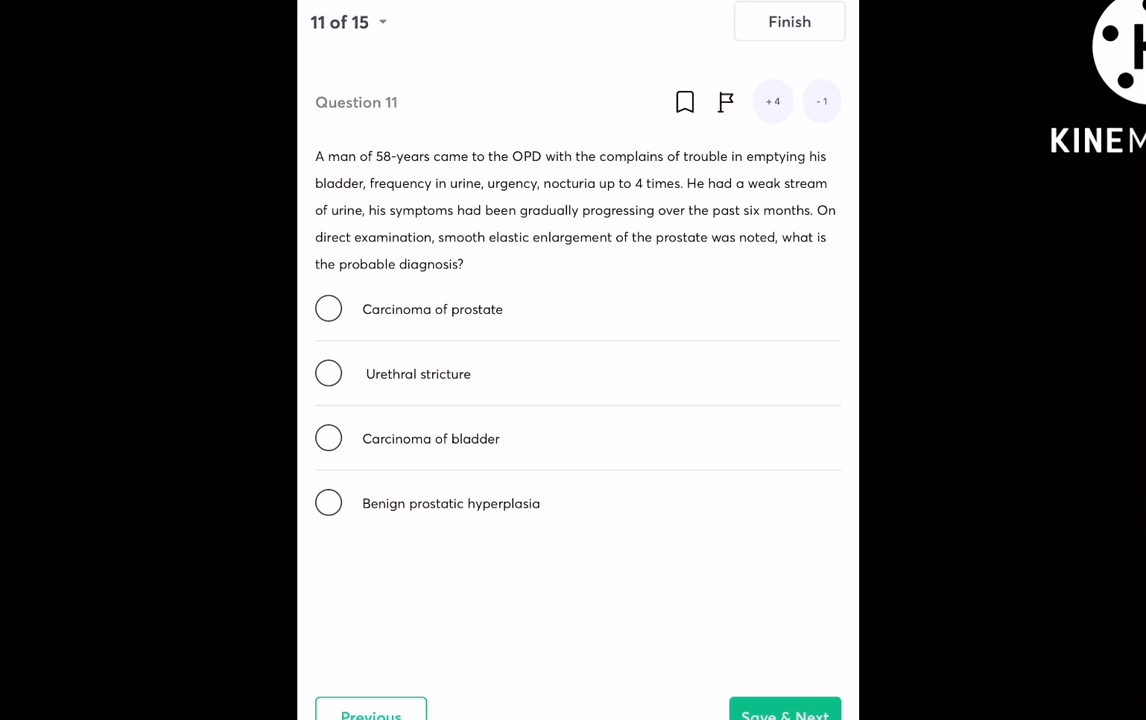 11 of 15
Finish
Question 11
+4
-1
A man of 58-years came to the OPD with the complains of trouble in emptying his
bladder, frequency in urine, urgency, nocturia up to 4 times. He had a weak stream
of urine, his symptoms had been gradually progressing over the past six months. On
direct examination, smooth elastic enlargement of the prostate was noted, what is
the probable diagnosis?
Carcinoma of prostate
Urethral stricture
Carcinoma of bladder
Benign prostatic hyperplasia
Previous
Save & Next
KINEM